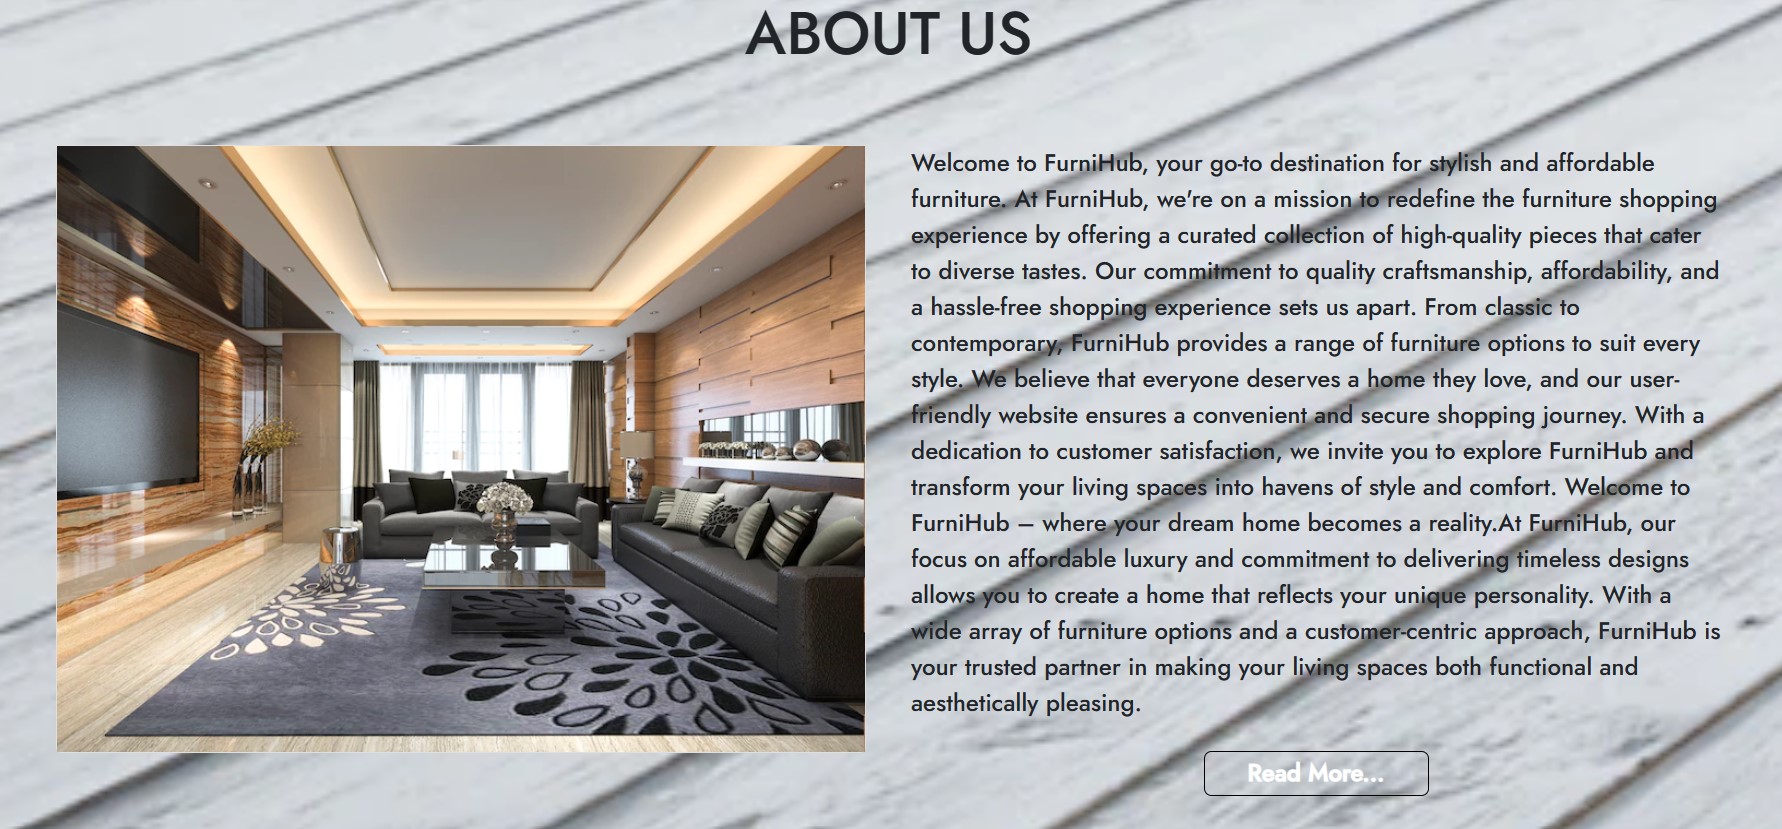 ABOUT US
Welcome to FurniHub, your go-to destination for stylish and affordable
furniture. At FurniHub, we're on a mission to redefine the furniture shopping
experience by offering a curated collection of high-quality pieces that cater
to diverse tastes. Our commitment to quality craftsmanship, affordability, and
a hassle-free shopping experience sets us apart. From classic to
contemporary, FurniHub provides a range of furniture options to suit every
style. We believe that everyone deserves a home they love, and our user-
friendly website ensures a convenient and secure shopping journey. With a
dedication to customer satisfaction, we invite you to explore FurniHub and
transform your living spaces into havens of style and comfort. Welcome to
FurniHub – where your dream home becomes a reality.At FurniHub, our
focus on affordable luxury and commitment to delivering timeless designs
allows you to create a home that reflects your unique personality. With a
wide array of furniture options and a customer-centric approach, FurniHub is
your trusted partner in making your living spaces both functional and
aesthetically pleasing.
Read More...